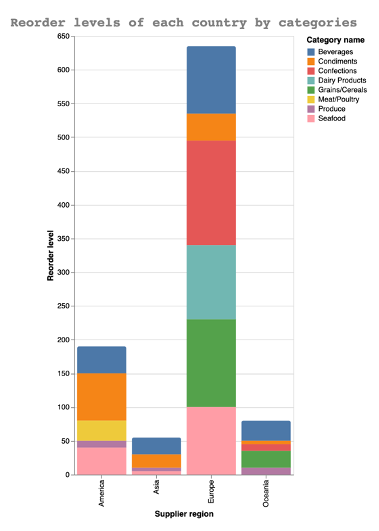 Reorder levels of each country by categories
Category name
Beverages
Condiments
Confections
Dairy Products
Grains/Cereals
Meat/Poultry
Produce
Seafood
650
600
550
500
450
400
350
300
250
200
150
100
50
0
Reorder level
America
Asia
Europe
Oceania
Supplier region